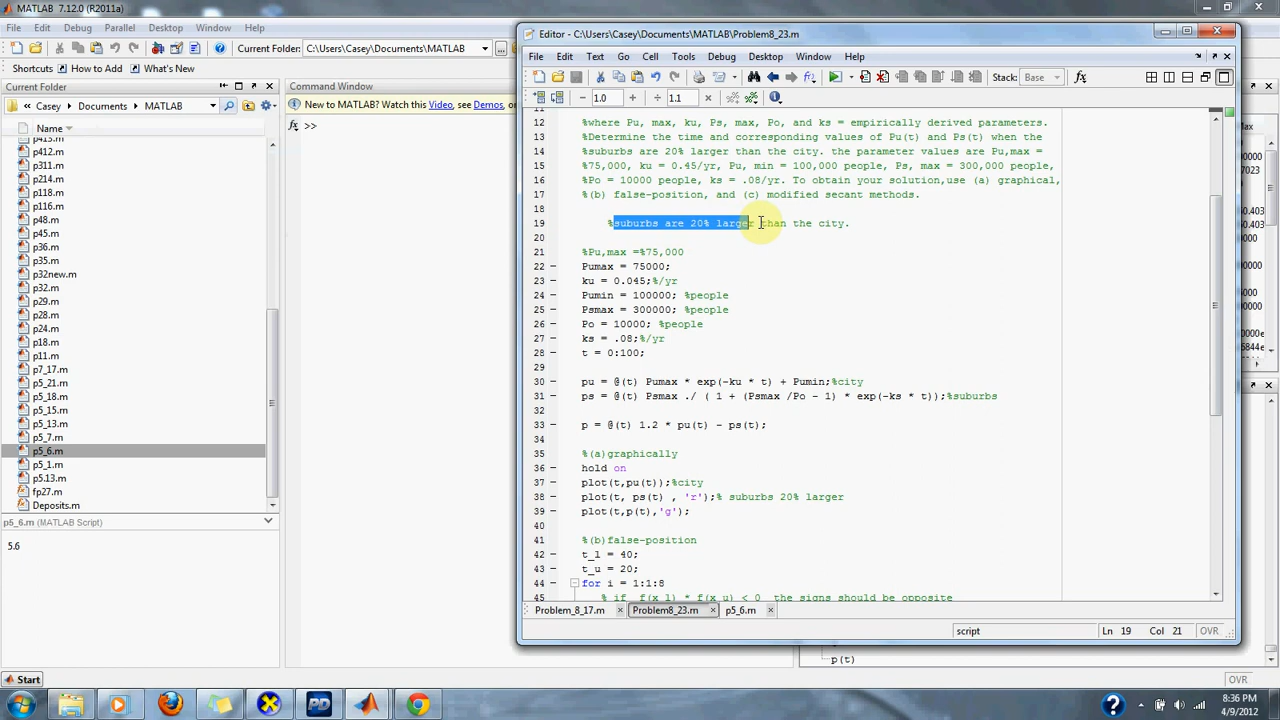 MATLAB 7.12.0 (R2011a)
File Edit Debug Parallel Desktop Window Help
Current Folder: C:\Users\Casey\Documents\MATLAB
Shortcuts How to Add What's New
Current Folder
Casey Documents MATLAB
Name
p412.m
p311.m
p214.m
p118.m
p116.m
p48.m
p45.m
p36.m
p32new.m
p32.m
p31.m
p29.m
p28.m
p24.m
p18.m
p11.m
p7_17.m
p5_21.m
p5_18.m
p5_15.m
p5_13.m
p5_7.m
p5_6.m
p5_1.m
p5.13.m
fp27.m
Deposits.m
p5_6.m (MATLAB Script)
5.6
Command Window
New to MATLAB? Watch this Video, see Demos,
fx >>
Editor - C:\Users\Casey\Documents\MATLAB\Problem8_23.m
File Edit Text Go Cell Tools Debug Desktop Window Help
Stack: Base fx
− 1.0 + ÷ 1.1 ×
11
12 %where Pu, max, ku, Ps, max, Po, and ks = empirically derived parameters.
13 %Determine the time and corresponding values of Pu(t) and Ps(t) when the
14 %suburbs are 20% larger than the city. the parameter values are Pu,max =
15 %75,000, ku = 0.45/yr, Pu, min = 100,000 people, Ps, max = 300,000 people,
16 %Po = 10000 people, ks = .08/yr. To obtain your solution,use (a) graphical,
17 %(b) false-position, and (c) modified secant methods.
18
19 %suburbs are 20% larger than the city.
20
21 %Pu,max =%75,000
22 Pumax = 75000;
23 ku = 0.045;%/yr
24 Pumin = 100000; %people
25 Psmax = 300000; %people
26 Po = 10000; %people
27 ks = .08;%/yr
28 t = 0:100;
29
30 pu = @(t) Pumax * exp(-ku * t) + Pumin;%city
31 ps = @(t) Psmax ./ ( 1 + (Psmax /Po - 1) * exp(-ks * t));%suburbs
32
33 p = @(t) 1.2 * pu(t) - ps(t);
34
35 %(a)graphically
36 hold on
37 plot(t,pu(t));%city
38 plot(t, ps(t) , 'r');% suburbs 20% larger
39 plot(t,p(t),'g');
40
41 %(b)false-position
42 t_l = 40;
43 t_u = 20;
44 for i = 1:1:8
45 % if f(x_l) * f(x_u) < 0 the signs should be opposite
Problem_8_17.m × Problem8_23.m × p5_6.m ×
script Ln 19 Col 21 OVR
p(t)
Start
OVR
8:36 PM
4/9/2012